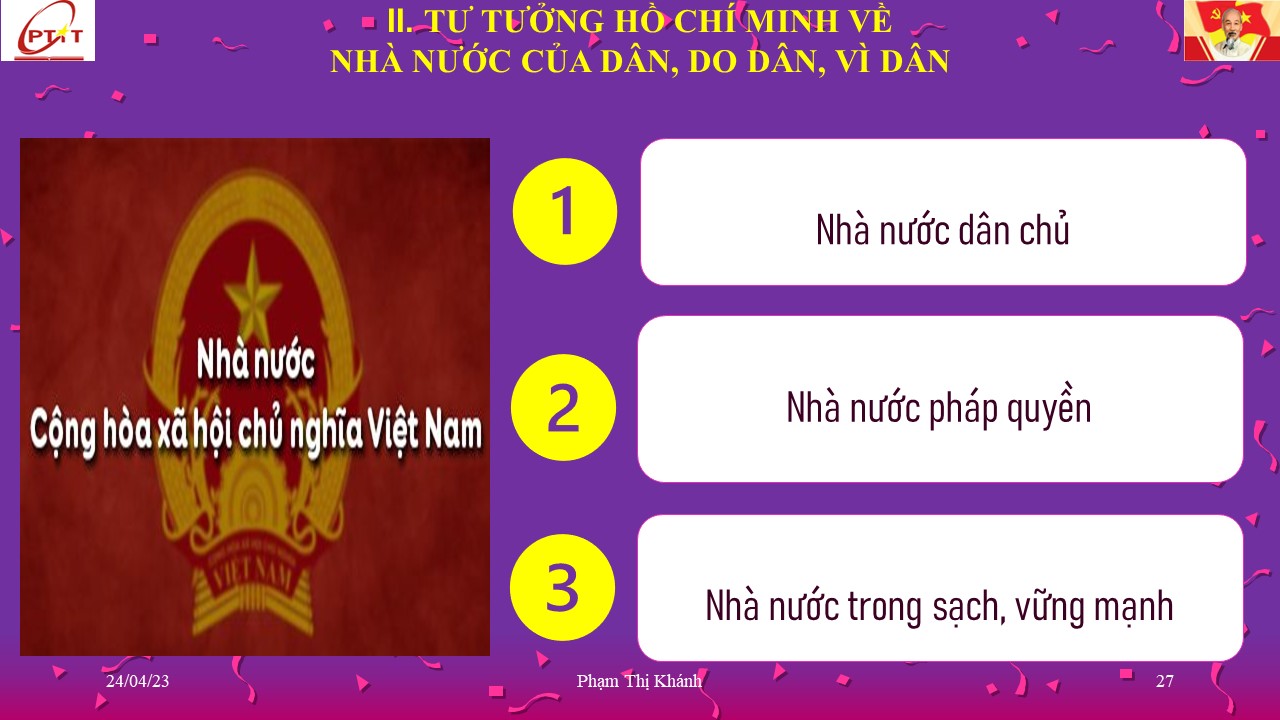 PTiT
II. TƯ TƯỞNG HỒ CHÍ MINH VỀ
NHÀ NƯỚC CỦA DÂN, DO DÂN, VÌ DÂN
Nhà nước
Cộng hòa xã hội chủ nghĩa Việt Nam
VIỆT NAM
1
Nhà nước dân chủ
2
Nhà nước pháp quyền
3
Nhà nước trong sạch, vững mạnh
24/04/23
Phạm Thị Khánh
27